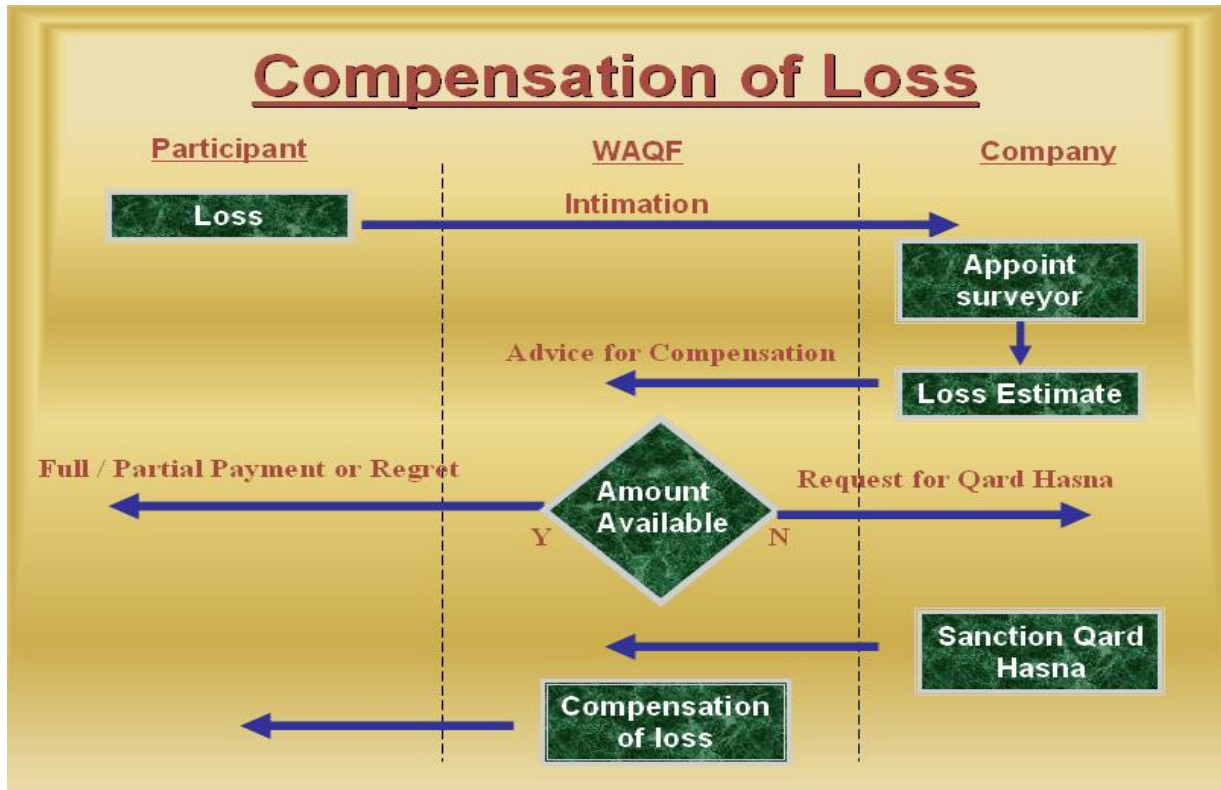 Compensation of Loss
Participant
WAQF
Company
Loss
Intimation
Appoint
surveyor
Advice for Compensation
Loss Estimate
Full / Partial Payment or Regret
Amount
Available
Request for Qard Hasna
Y
N
Sanction Qard
Hasna
Compensation
of loss